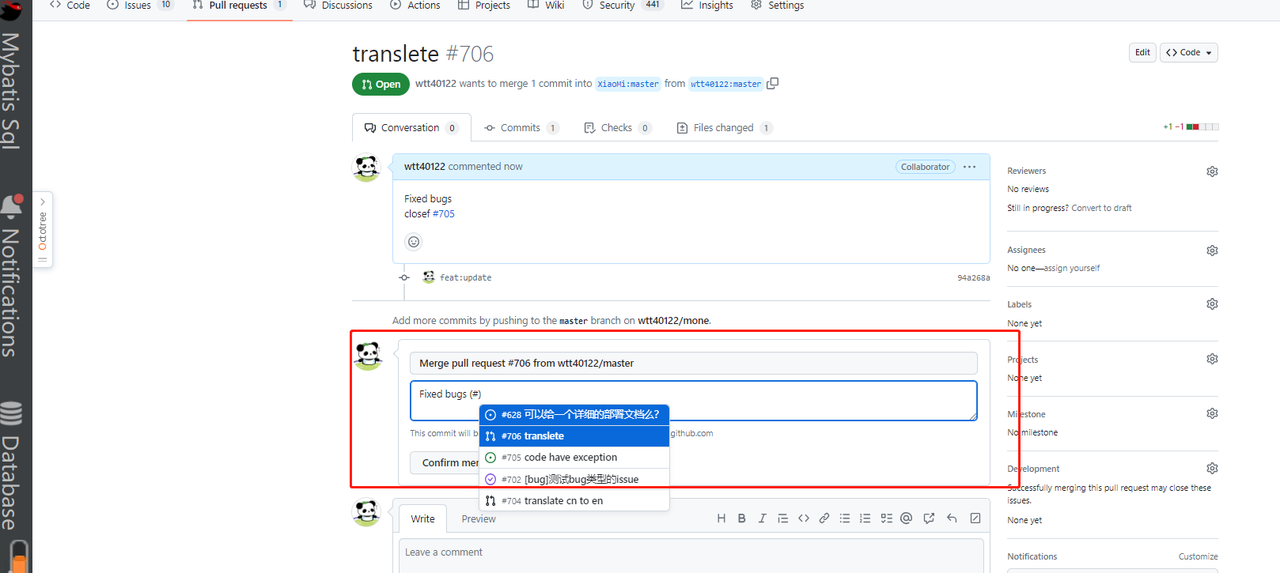 Code Issues 10 Pull requests 1 Discussions Actions Projects Wiki Security 441 Insights Settings
Mybatis Sql
Notifications
Database
Octotree
translete #706
Edit
Code
Open
wtt40122 wants to merge 1 commit into XiaoMi:master from wtt40122:master
Conversation 0
Commits 1
Checks 0
Files changed 1
+1 −1
wtt40122 commented now
Collaborator
Fixed bugs
closef #705
feat:update
94a268a
Add more commits by pushing to the master branch on wtt40122/mone.
Merge pull request #706 from wtt40122/master
Fixed bugs (#)
#628 可以给一个详细的部署文档么?
#706 translete
#705 code have exception
#702 [bug]测试bug类型的issue
#704 translate cn to en
This commit will b
github.com
Confirm mer
Write
Preview
Leave a comment
Reviewers
No reviews
Still in progress? Convert to draft
Assignees
No one—assign yourself
Labels
None yet
Projects
None yet
Milestone
No milestone
Development
Successfully merging this pull request may close these
issues.
None yet
Notifications
Customize